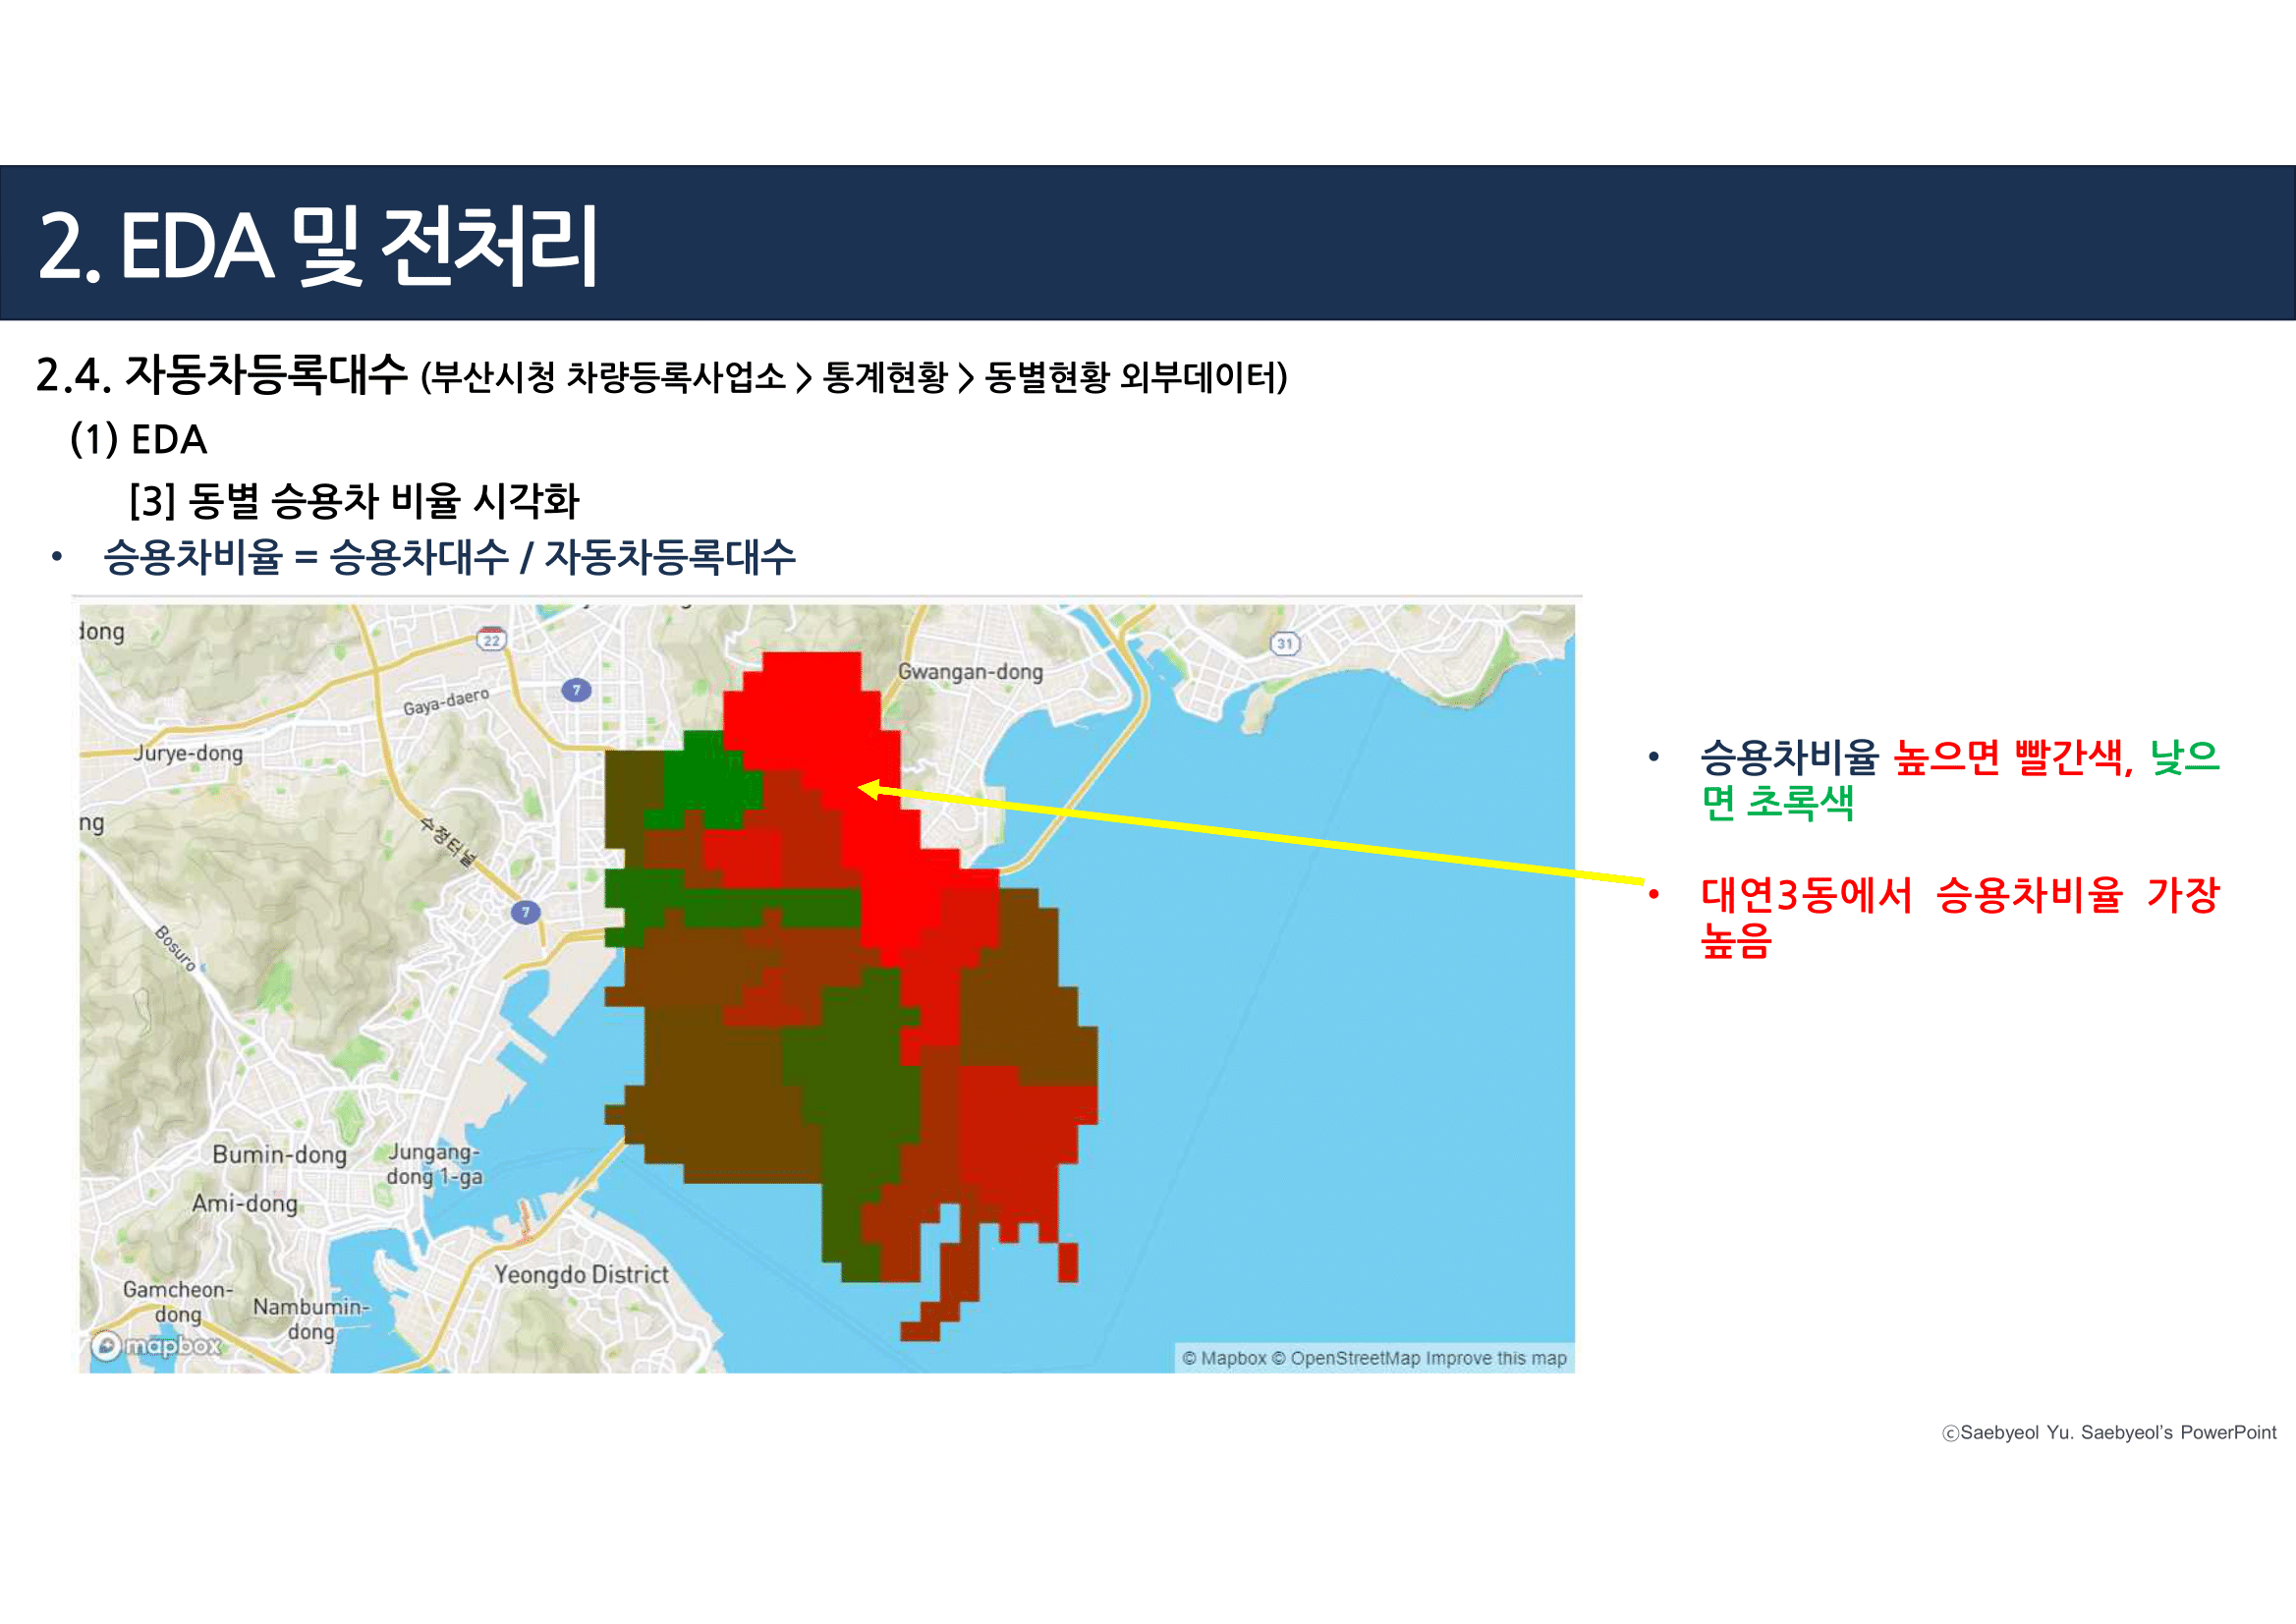 2. EDA 및 전처리
2.4. 자동차등록대수 (부산시청 차량등록사업소 > 통계현황 > 동별현황 외부데이터)
(1) EDA
[3] 동별 승용차 비율 시각화
• 승용차비율 = 승용차대수 / 자동차등록대수
dong
22
31
Gwangan-dong
7
Gaya-daero
Jurye-dong
ng
수정터널
7
Bosuro
Bumin-dong
Jungang-
dong 1-ga
Ami-dong
Yeongdo District
Gamcheon-
dong
Nambumin-
dong
mapbox
© Mapbox © OpenStreetMap Improve this map
• 승용차비율 높으면 빨간색, 낮으
면 초록색
• 대연3동에서 승용차비율 가장
높음
ⓒSaebyeol Yu. Saebyeol's PowerPoint